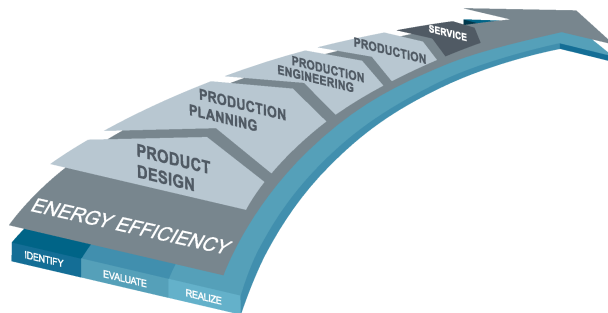 SERVICE
PRODUCTION
PRODUCTION
ENGINEERING
PRODUCTION
PLANNING
PRODUCT
DESIGN
ENERGY EFFICIENCY
IDENTIFY
EVALUATE
REALIZE